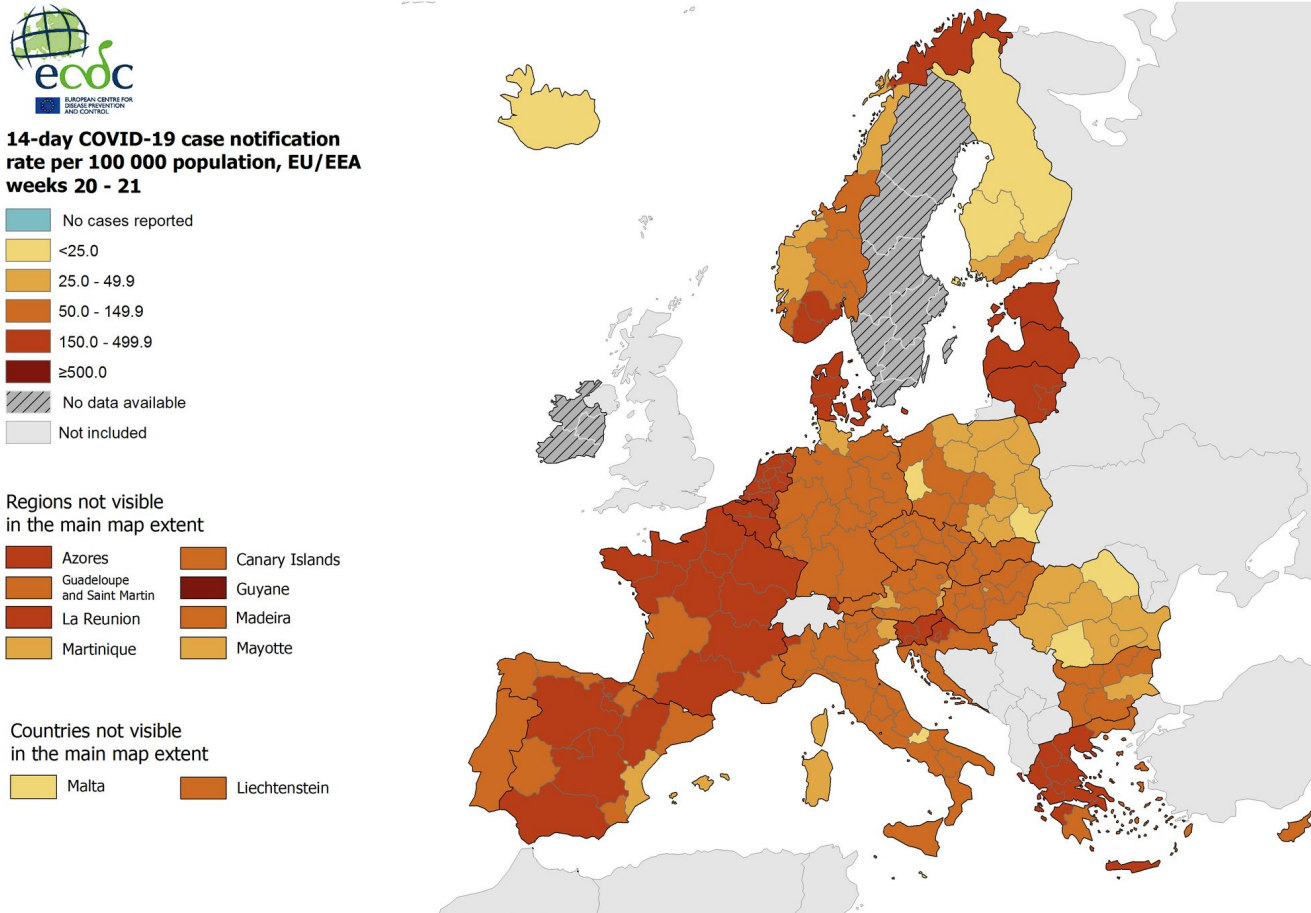 ecdc
EUROPEAN CENTRE FOR
DISEASE PREVENTION
AND CONTROL
14-day COVID-19 case notification
rate per 100 000 population, EU/EEA
weeks 20 - 21
No cases reported
<25.0
25.0 - 49.9
50.0 - 149.9
150.0 - 499.9
≥500.0
No data available
Not included
Regions not visible
in the main map extent
Azores
Canary Islands
Guadeloupe
and Saint Martin
Guyane
La Reunion
Madeira
Martinique
Mayotte
Countries not visible
in the main map extent
Malta
Liechtenstein